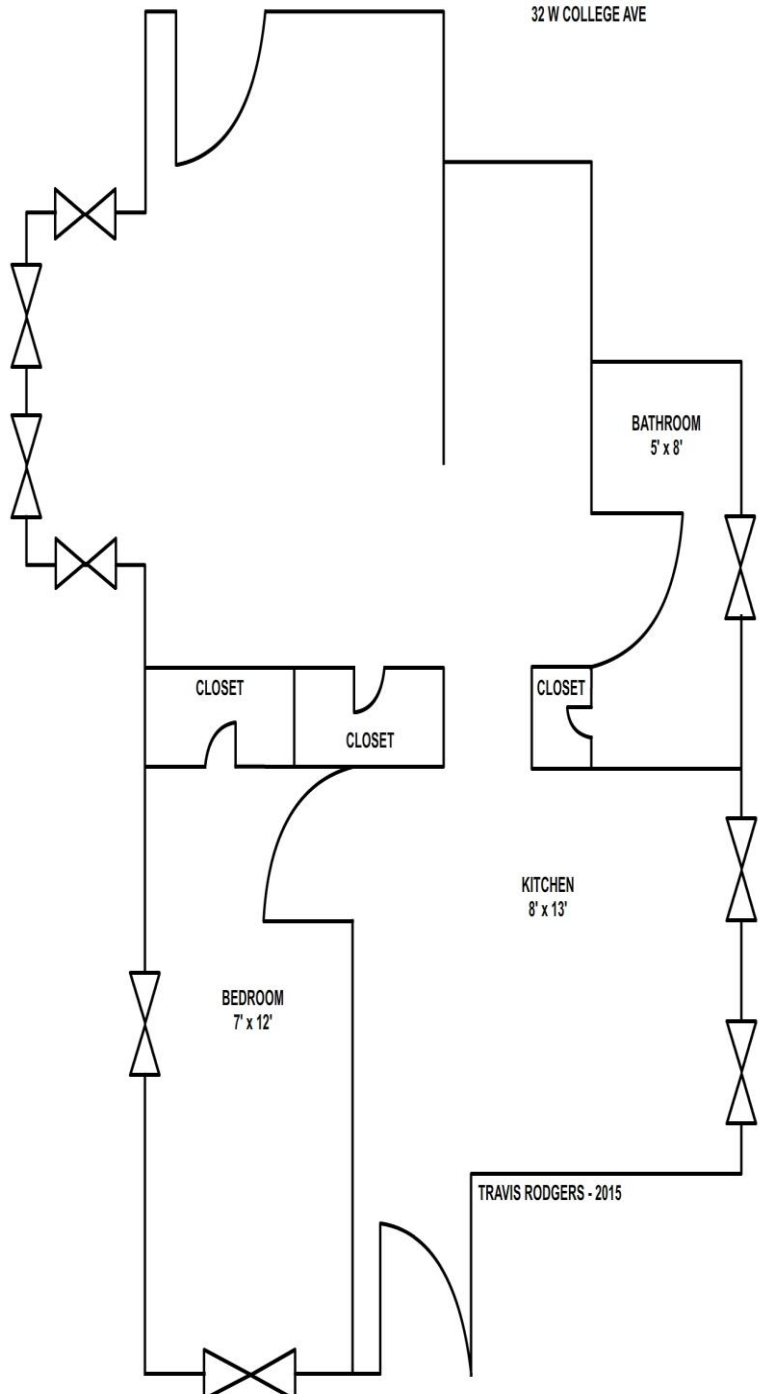 32 W COLLEGE AVE
BATHROOM
5' x 8'
CLOSET
CLOSET
CLOSET
KITCHEN
8' x 13'
BEDROOM
7' x 12'
TRAVIS RODGERS - 2015